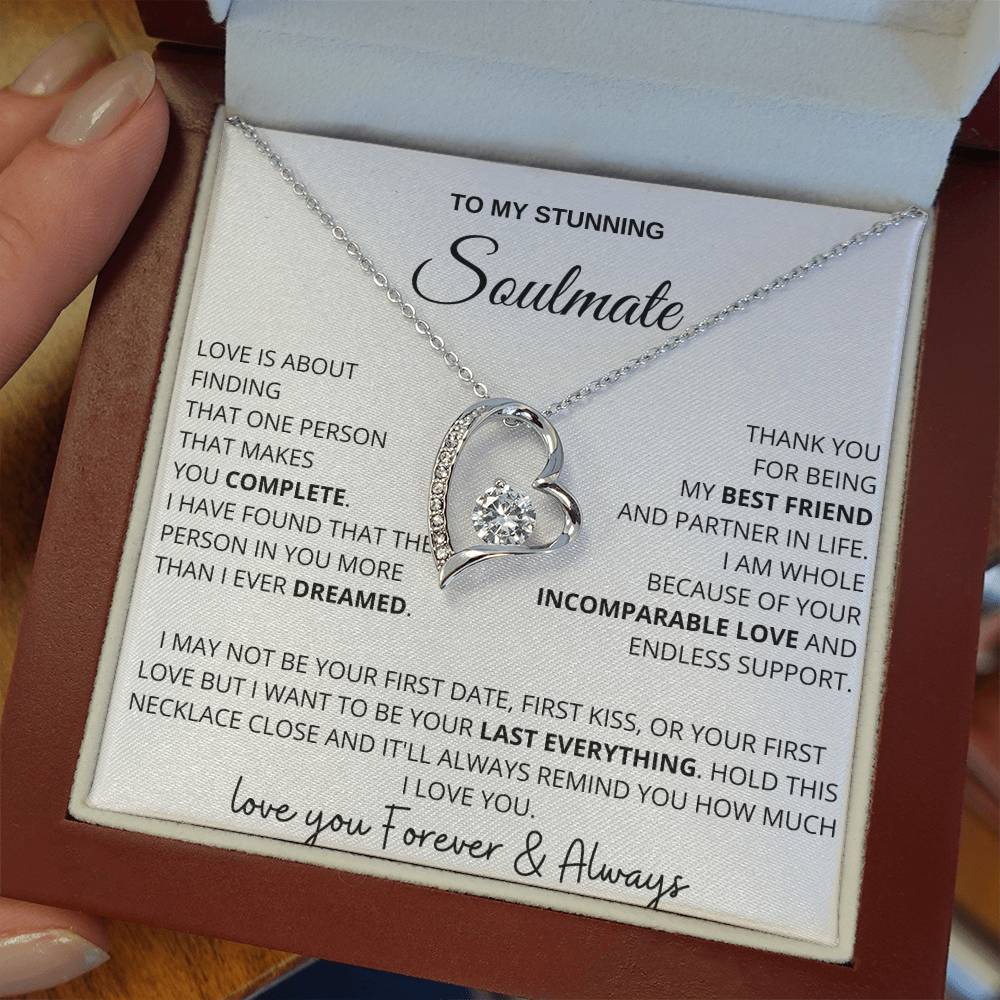 TO MY STUNNING
Soulmate
LOVE IS ABOUT
FINDING
THAT ONE PERSON
THAT MAKES
YOU COMPLETE.
I HAVE FOUND THAT THE
PERSON IN YOU MORE
THAN I EVER DREAMED.
THANK YOU
FOR BEING
MY BEST FRIEND
AND PARTNER IN LIFE.
I AM WHOLE
BECAUSE OF YOUR
INCOMPARABLE LOVE AND
ENDLESS SUPPORT.
I MAY NOT BE YOUR FIRST DATE, FIRST KISS, OR YOUR FIRST
LOVE BUT I WANT TO BE YOUR LAST EVERYTHING. HOLD THIS
NECKLACE CLOSE AND IT'LL ALWAYS REMIND YOU HOW MUCH
I LOVE YOU.
love you Forever & Always